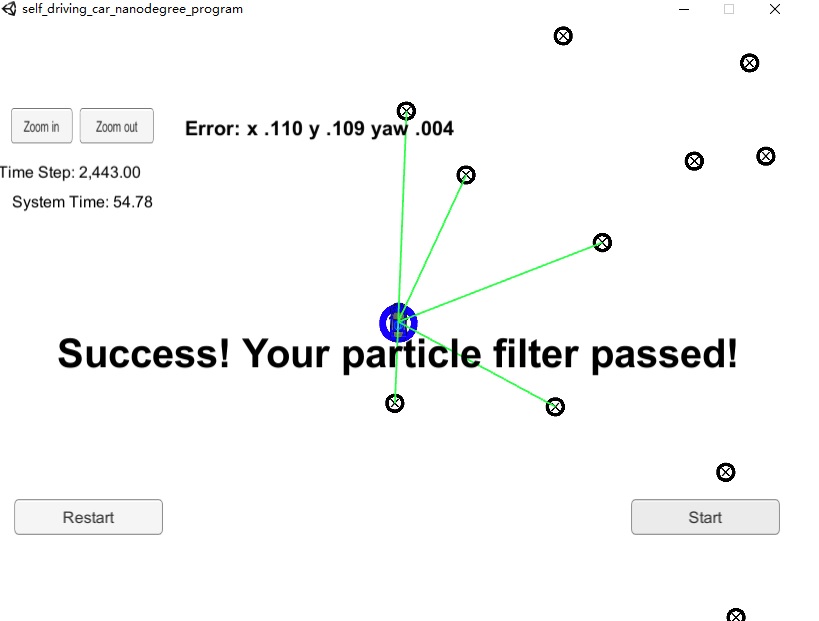 self_driving_car_nanodegree_program
Zoom in
Zoom out
Error: x .110 y .109 yaw .004
Time Step: 2,443.00
System Time: 54.78
Success! Your particle filter passed!
Restart
Start